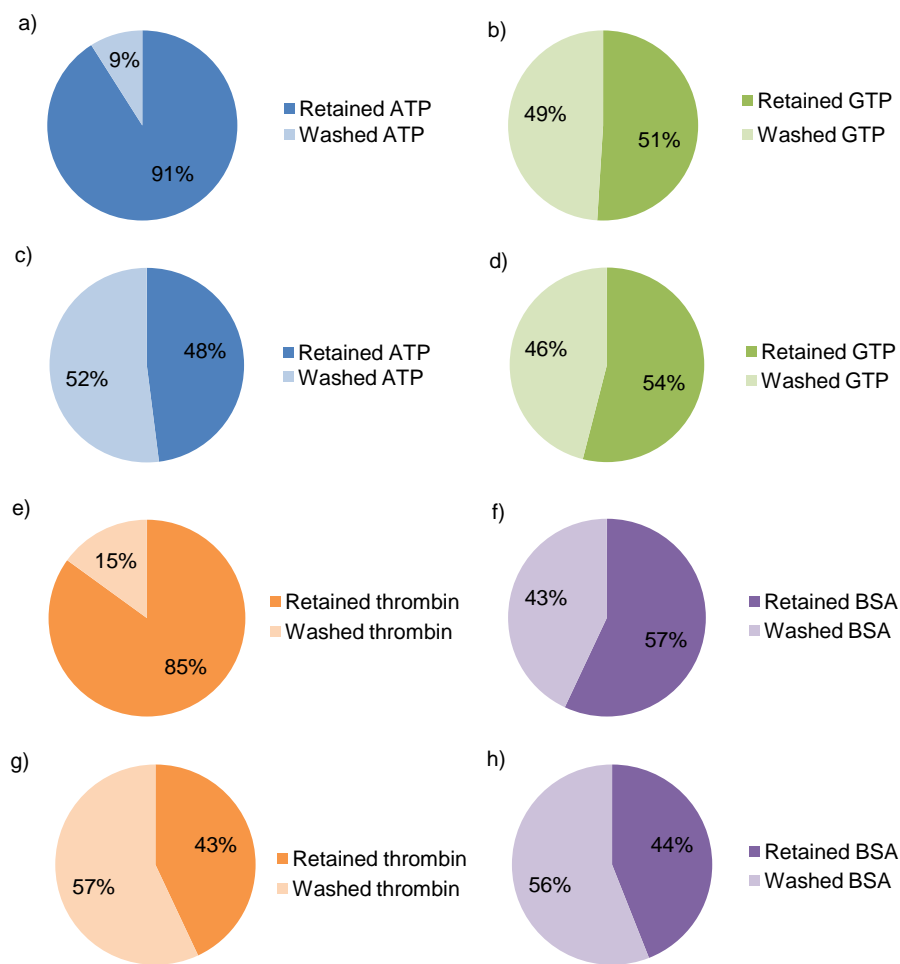 a)
9%
91%
Retained ATP
Washed ATP
b)
49%
51%
Retained GTP
Washed GTP
c)
48%
52%
Retained ATP
Washed ATP
d)
46%
54%
Retained GTP
Washed GTP
e)
15%
85%
Retained thrombin
Washed thrombin
f)
43%
57%
Retained BSA
Washed BSA
g)
43%
57%
Retained thrombin
Washed thrombin
h)
44%
56%
Retained BSA
Washed BSA